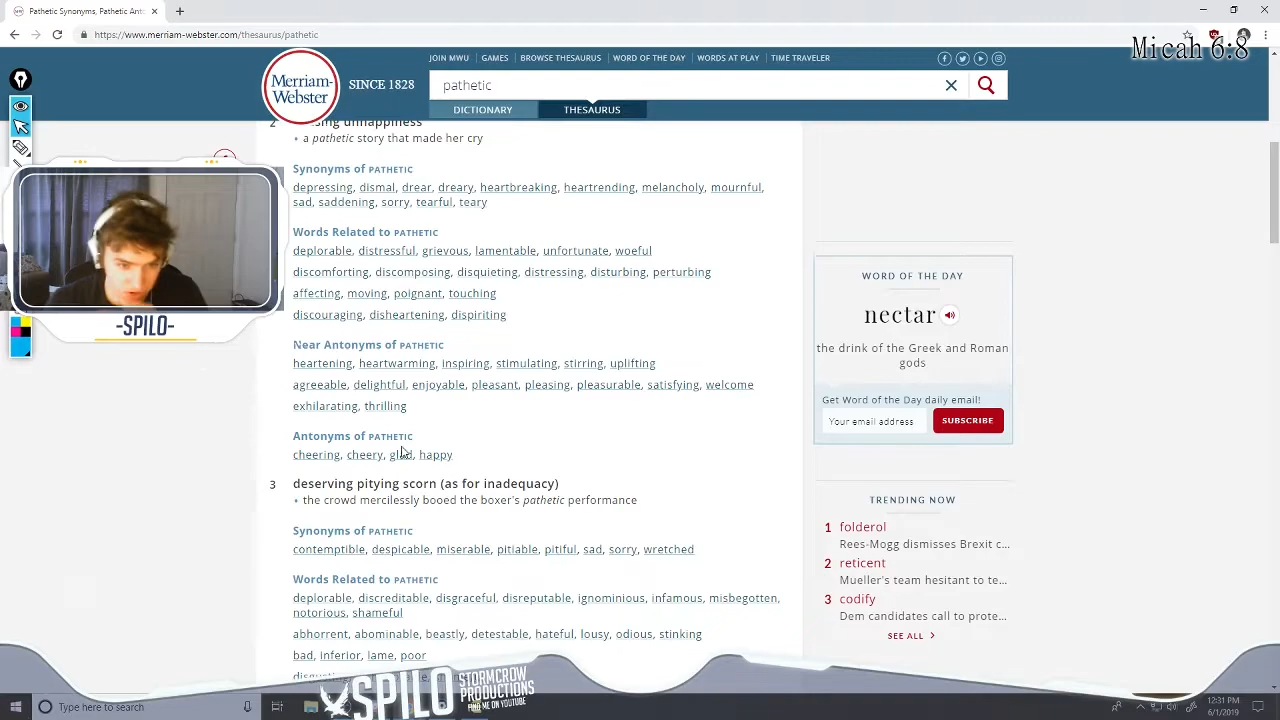 Pathetic Synonyms, Pathetic Ant
https://www.merriam-webster.com/thesaurus/pathetic
Micah 6:8
JOIN MWU GAMES BROWSE THESAURUS WORD OF THE DAY WORDS AT PLAY TIME TRAVELER
Merriam-
Webster
SINCE 1828
pathetic
DICTIONARY THESAURUS
2
unhappiness
• a pathetic story that made her cry
Synonyms of PATHETIC
depressing, dismal, drear, dreary, heartbreaking, heartrending, melancholy, mournful,
sad, saddening, sorry, tearful, teary
Words Related to PATHETIC
deplorable, distressful, grievous, lamentable, unfortunate, woeful
discomforting, discomposing, disquieting, distressing, disturbing, perturbing
affecting, moving, poignant, touching
discouraging, disheartening, dispiriting
Near Antonyms of PATHETIC
heartening, heartwarming, inspiring, stimulating, stirring, uplifting
agreeable, delightful, enjoyable, pleasant, pleasing, pleasurable, satisfying, welcome
exhilarating, thrilling
Antonyms of PATHETIC
cheering, cheery, glad, happy
3 deserving pitying scorn (as for inadequacy)
• the crowd mercilessly booed the boxer's pathetic performance
Synonyms of PATHETIC
contemptible, despicable, miserable, pitiable, pitiful, sad, sorry, wretched
Words Related to PATHETIC
deplorable, discreditable, disgraceful, disreputable, ignominious, infamous, misbegotten,
notorious, shameful
abhorrent, abominable, beastly, detestable, hateful, lousy, odious, stinking
bad, inferior, lame, poor
-SPILO-
WORD OF THE DAY
nectar
the drink of the Greek and Roman
gods
Get Word of the Day daily email!
Your email address SUBSCRIBE
TRENDING NOW
1 folderol
Rees-Mogg dismisses Brexit c...
2 reticent
Mueller's team hesitant to te...
3 codify
Dem candidates call to prote...
SEE ALL >
SPILO
STORMCROW
PRODUCTIONS
FIND ME ON YOUTUBE
Type here to search
12:31 PM
6/1/2019